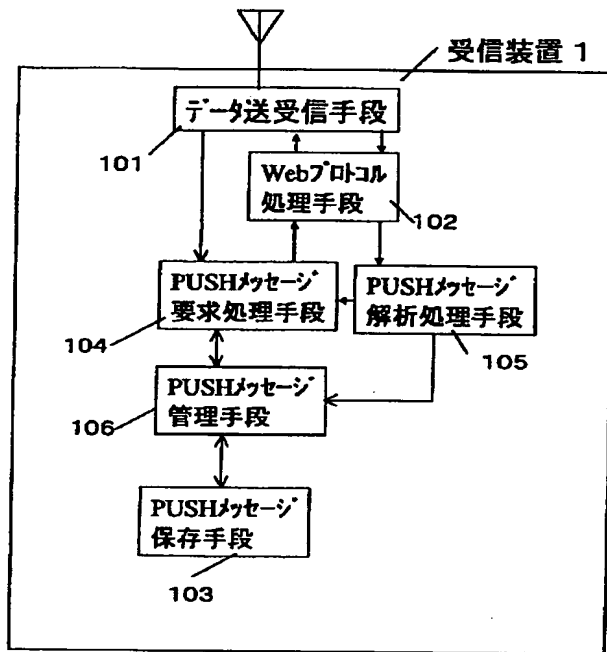 受信装置 1
データ送受信手段
101
Webプロトコル
処理手段
102
PUSHメッセージ
要求処理手段
104
PUSHメッセージ
解析処理手段
105
PUSHメッセージ
管理手段
106
PUSHメッセージ
保存手段
103